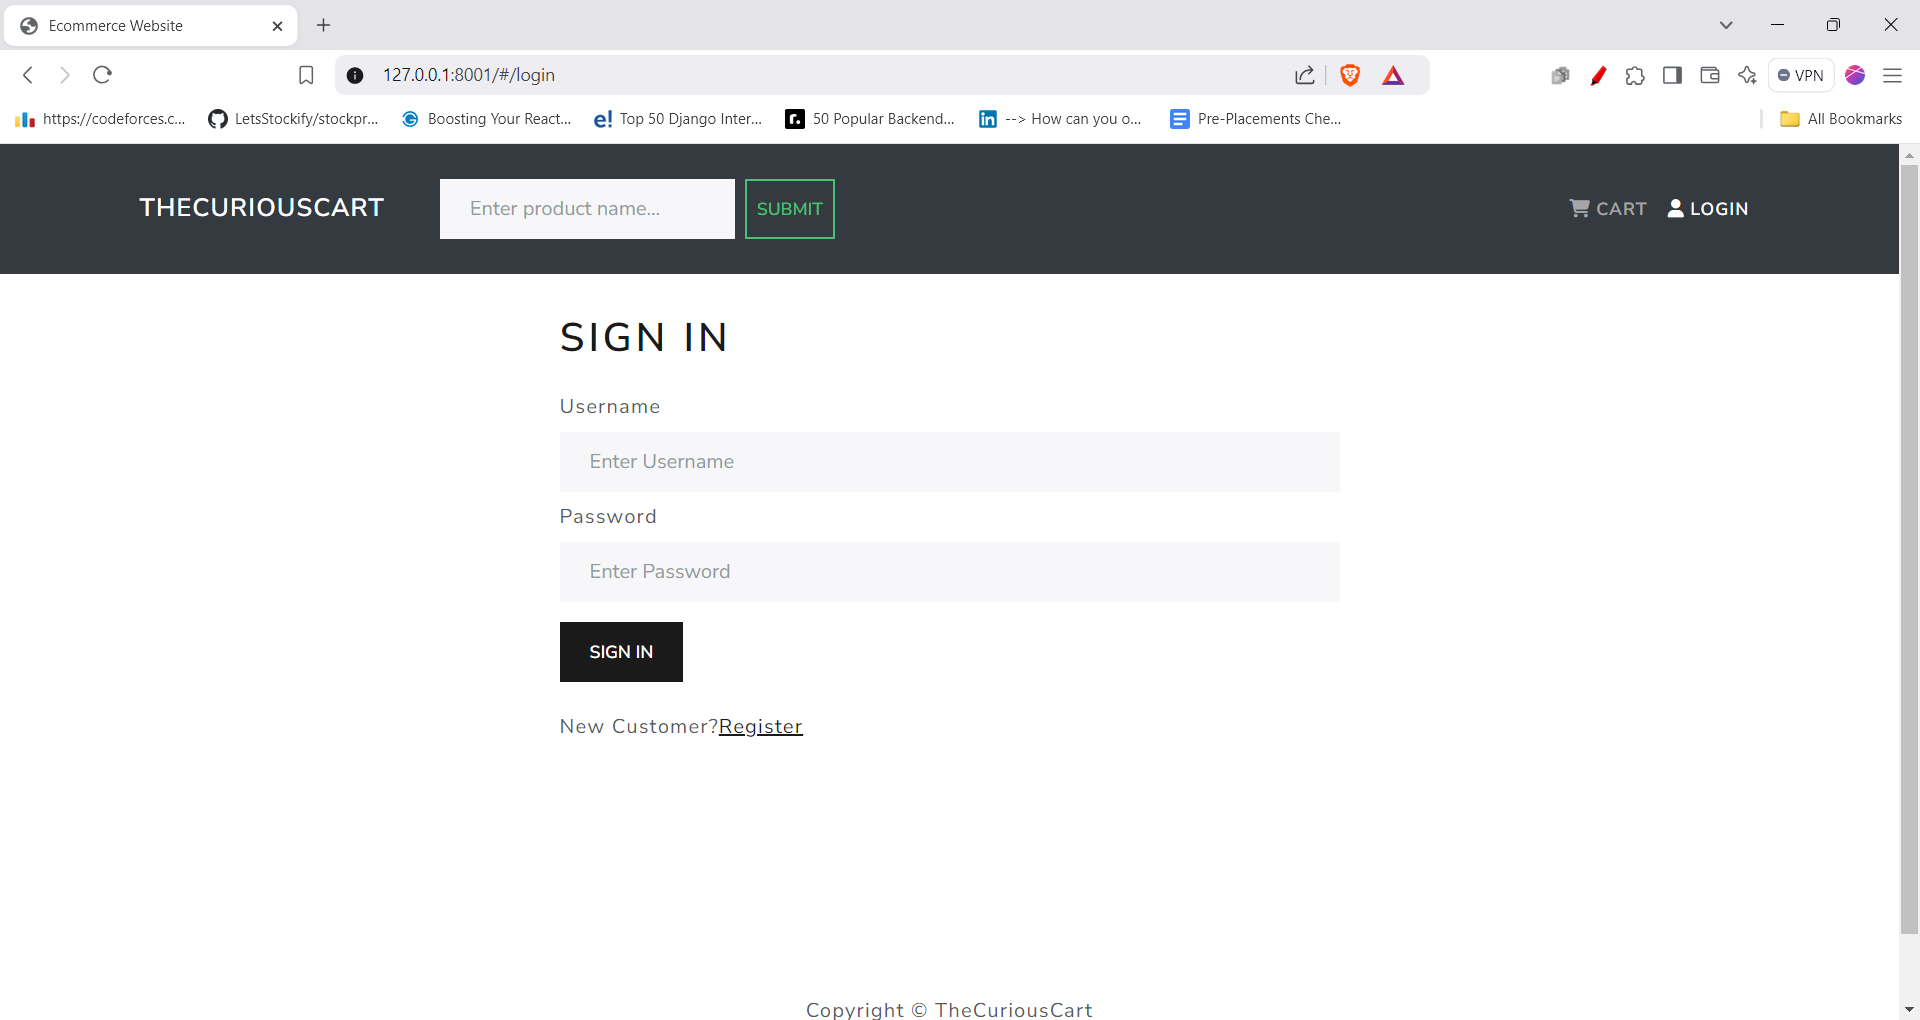 Ecommerce Website
127.0.0.1:8001/#/login
VPN
https://codeforces.c...
LetsStockify/stockpr...
Boosting Your React...
Top 50 Django Inter...
50 Popular Backend...
--> How can you o...
Pre-Placements Che...
All Bookmarks
THECURIOUSCART
Enter product name...
SUBMIT
CART
LOGIN
SIGN IN
Username
Enter Username
Password
Enter Password
SIGN IN
New Customer?Register
Copyright © TheCuriousCart